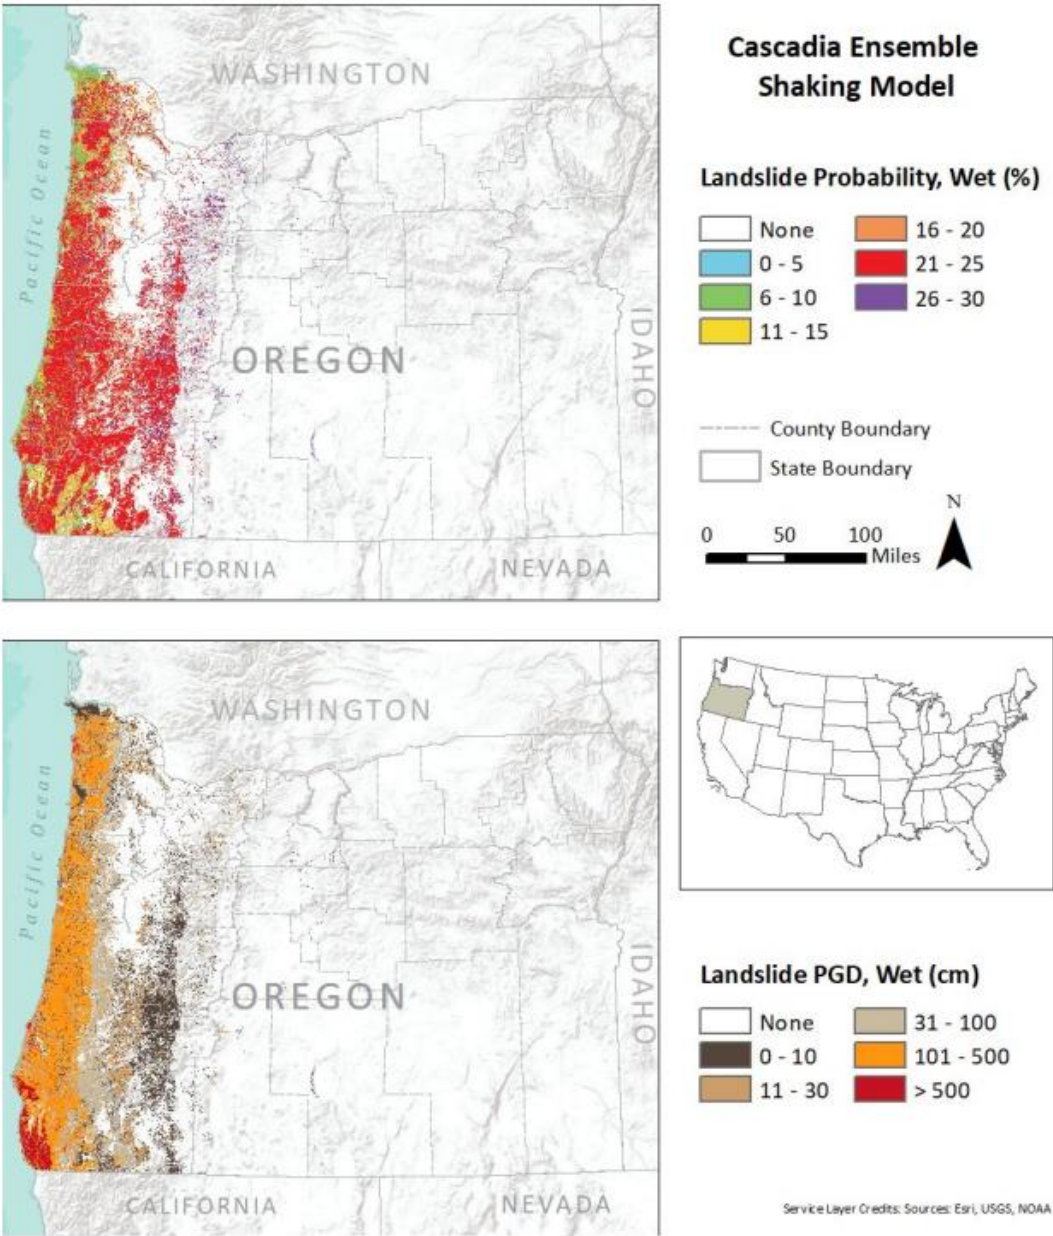 Cascadia Ensemble
Shaking Model
WASHINGTON
Pacific Ocean
OREGON
IDAHO
CALIFORNIA
NEVADA
Landslide Probability, Wet (%)
None
0 - 5
6 - 10
11 - 15
16 - 20
21 - 25
26 - 30
County Boundary
State Boundary
N
0 50 100
Miles
WASHINGTON
Pacific Ocean
OREGON
IDAHO
CALIFORNIA
NEVADA
Landslide PGD, Wet (cm)
None
0 - 10
11 - 30
31 - 100
101 - 500
> 500
Service Layer Credits: Sources: Esri, USGS, NOAA